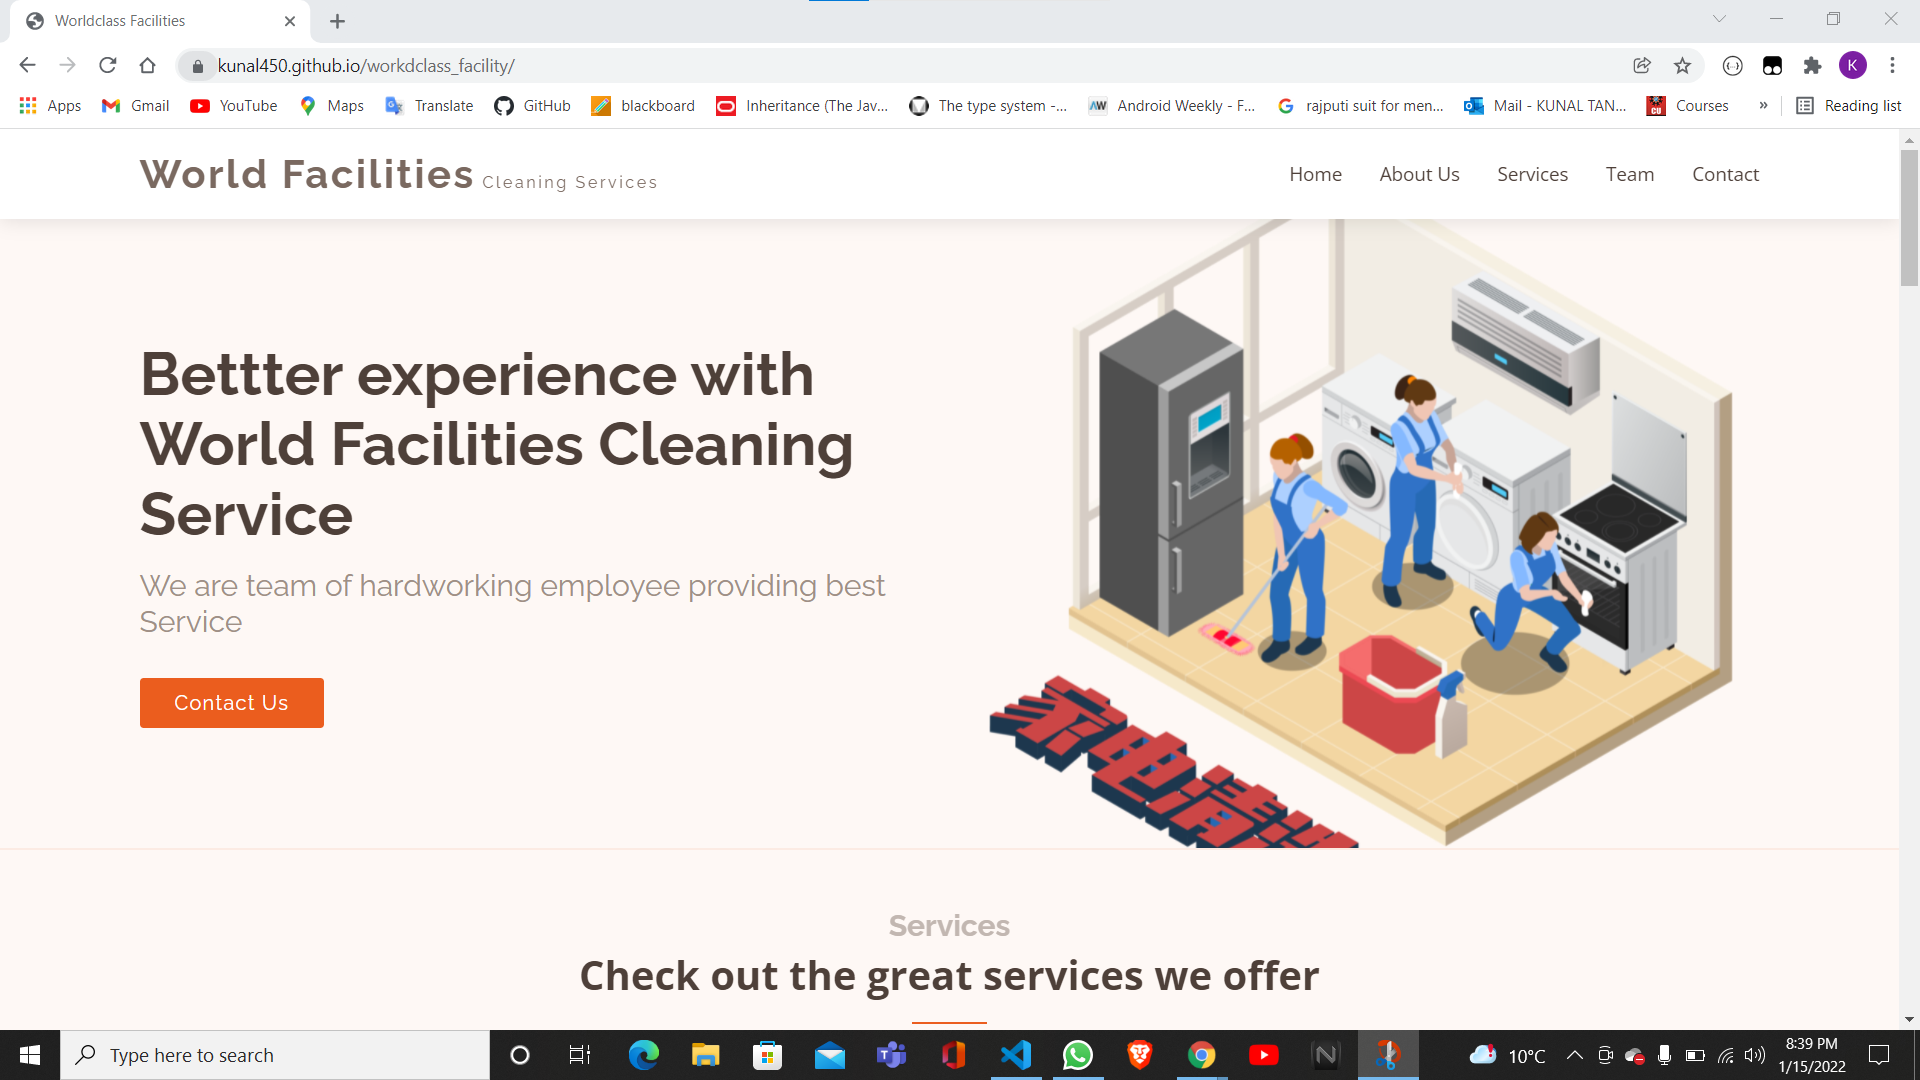 Worldclass Facilities
kunal450.github.io/workdclass_facility/
K
Apps Gmail YouTube Maps Translate GitHub blackboard Inheritance (The Jav... The type system -... Android Weekly - F... rajputi suit for men... Mail - KUNAL TAN... Courses » Reading list
World Facilities Cleaning Services
Home About Us Services Team Contact
Bettter experience with
World Facilities Cleaning
Service
We are team of hardworking employee providing best
Service
Contact Us
家电清洗
Services
Check out the great services we offer
Type here to search
10°C
8:39 PM
1/15/2022